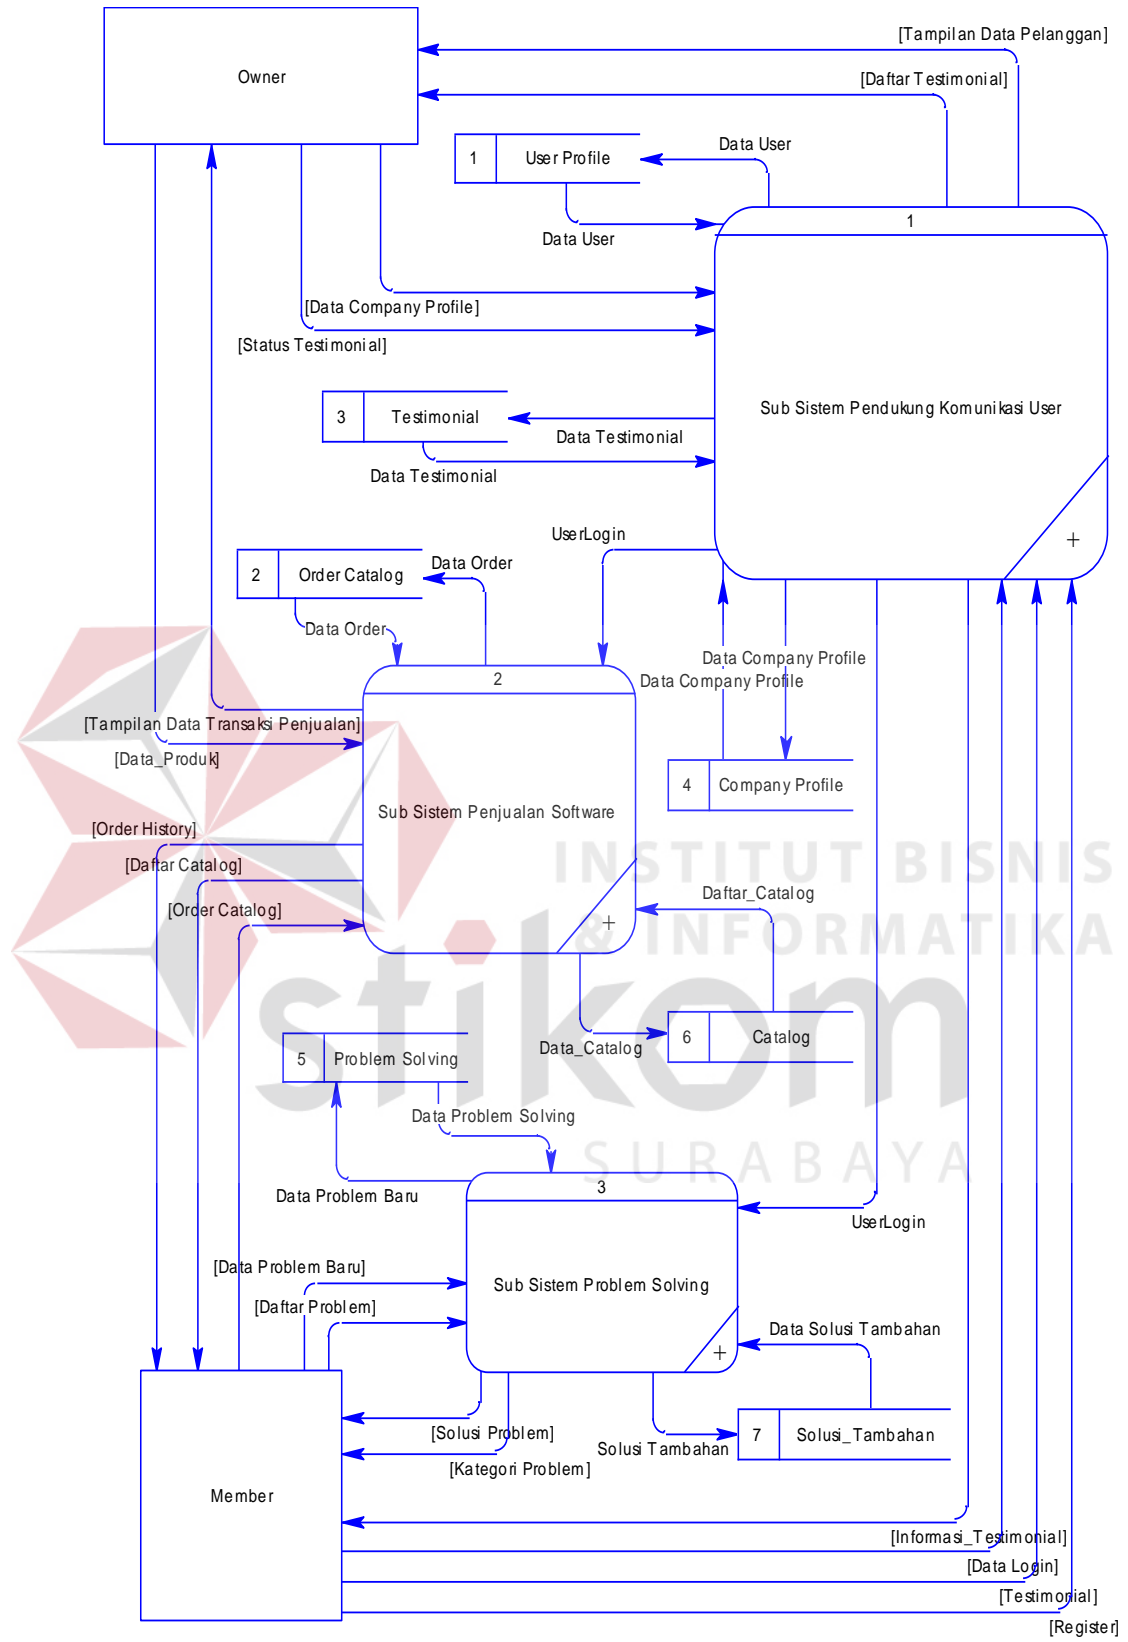 [Tampilan Data Pelanggan]
Owner
[Daftar Testimonial]
Data User
1 User Profile
1
Data User
[Data Company Profile]
[Status Testimonial]
3 Testimonial
Sub Sistem Pendukung Komunikasi User
Data Testimonial
Data Testimonial
UserLogin
+
2 Order Catalog
Data Order
Data Order
Data Company Profile
2
Data Company Profile
[Tampilan Data Transaksi Penjualan]
[Data_Produk]
4 Company Profile
Sub Sistem Penjualan Software
[Order History]
[Daftar Catalog]
[Order Catalog]
INSTITUT BISNIS
& INFORMATIKA
Daftar_Catalog
+
stikom
SURABAYA
6 Catalog
Data_Catalog
5 Problem Solving
Data Problem Solving
3
Data Problem Baru
UserLogin
[Data Problem Baru]
Sub Sistem Problem Solving
[Daftar Problem]
Data Solusi Tambahan
+
[Solusi Problem]
7 Solusi_Tambahan
Solusi Tambahan
[Kategori Problem]
Member
[Informasi_Testimonial]
[Data Login]
[Testimonial]
[Register]